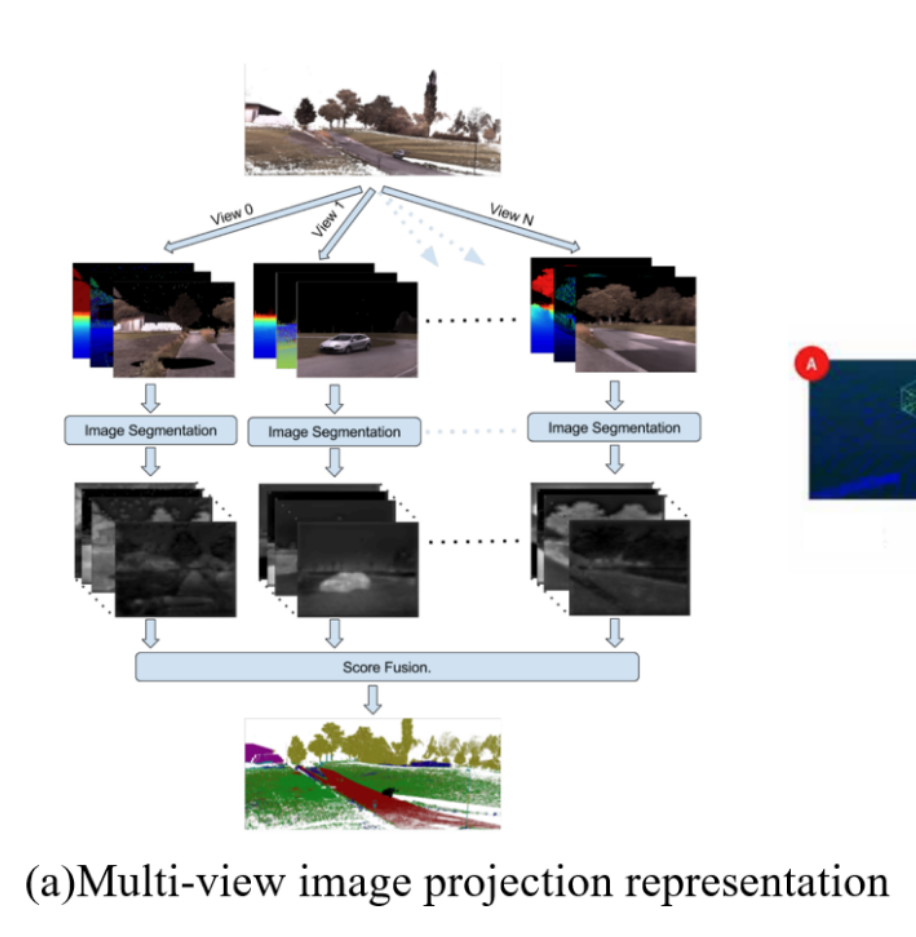 View 0
View 1
View N
A
Image Segmentation
Image Segmentation
Image Segmentation
Score Fusion.
(a)Multi-view image projection representation